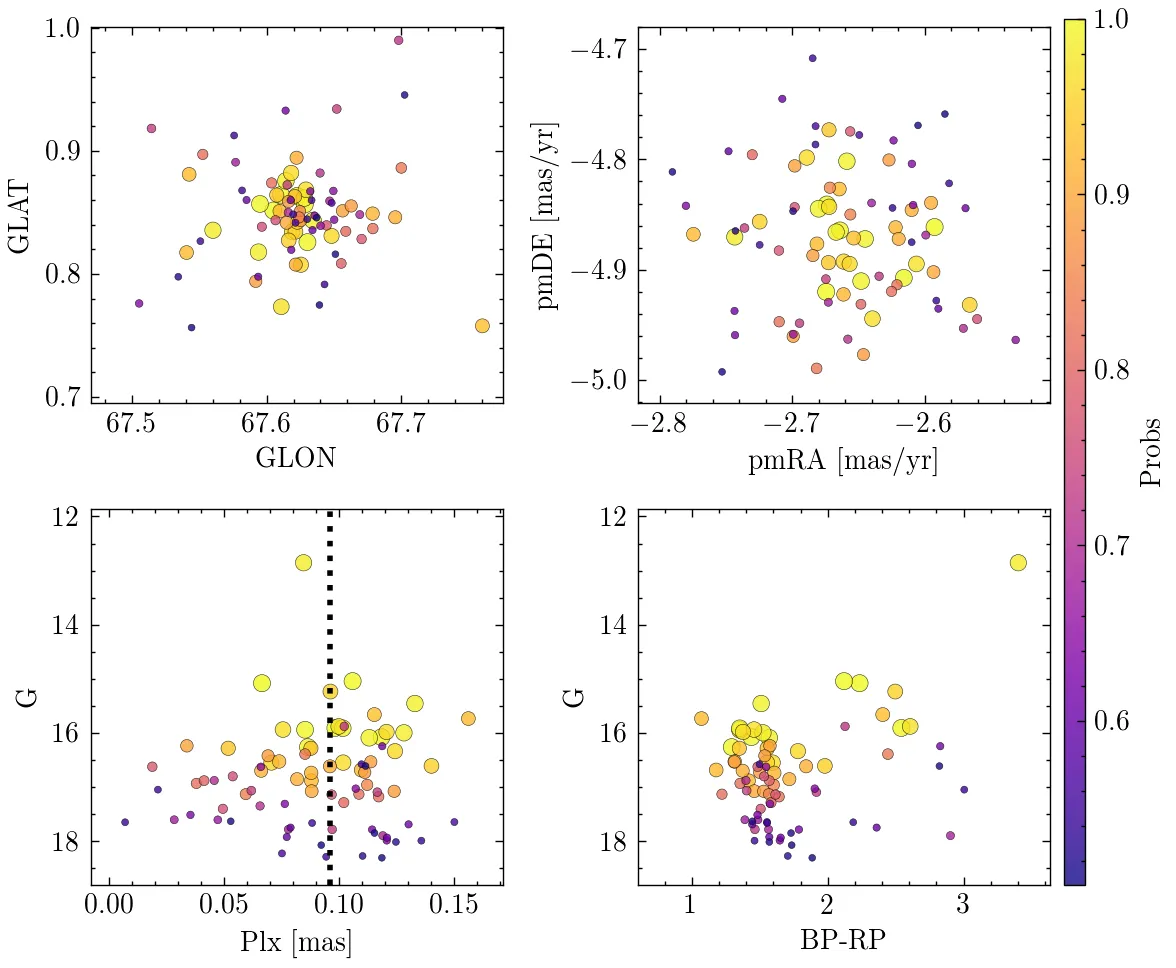 1.0
0.9
0.8
0.7
GLAT
67.5 67.6 67.7
GLON
−4.7
−4.8
−4.9
−5.0
pmDE [mas/yr]
−2.8 −2.7 −2.6
pmRA [mas/yr]
12
14
16
18
G
0.00 0.05 0.10 0.15
Plx [mas]
12
14
16
18
G
1 2 3
BP-RP
1.0
0.9
0.8
0.7
0.6
Probs